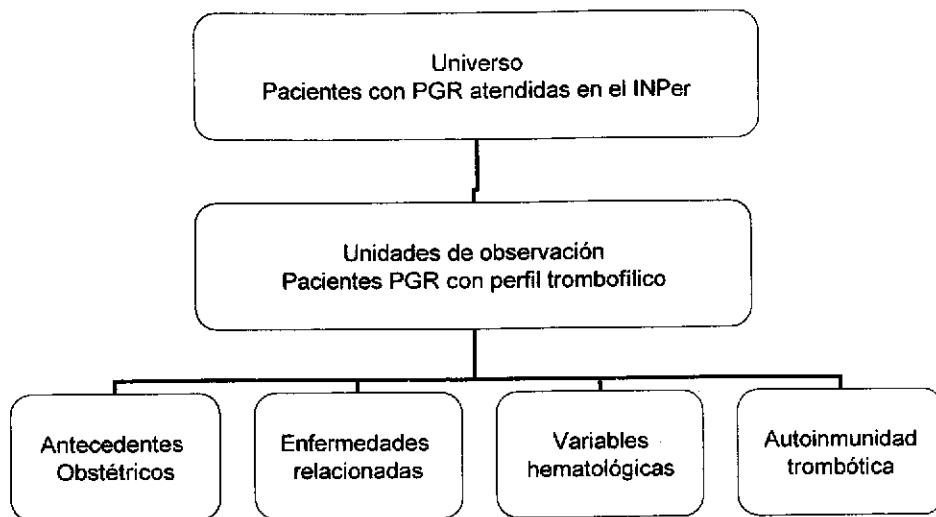 Universo
Pacientes con PGR atendidas en el INPer
Unidades de observación
Pacientes PGR con perfil trombofílico
Antecedentes
Obstétricos
Enfermedades
relacionadas
Variables
hematológicas
Autoinmunidad
trombótica